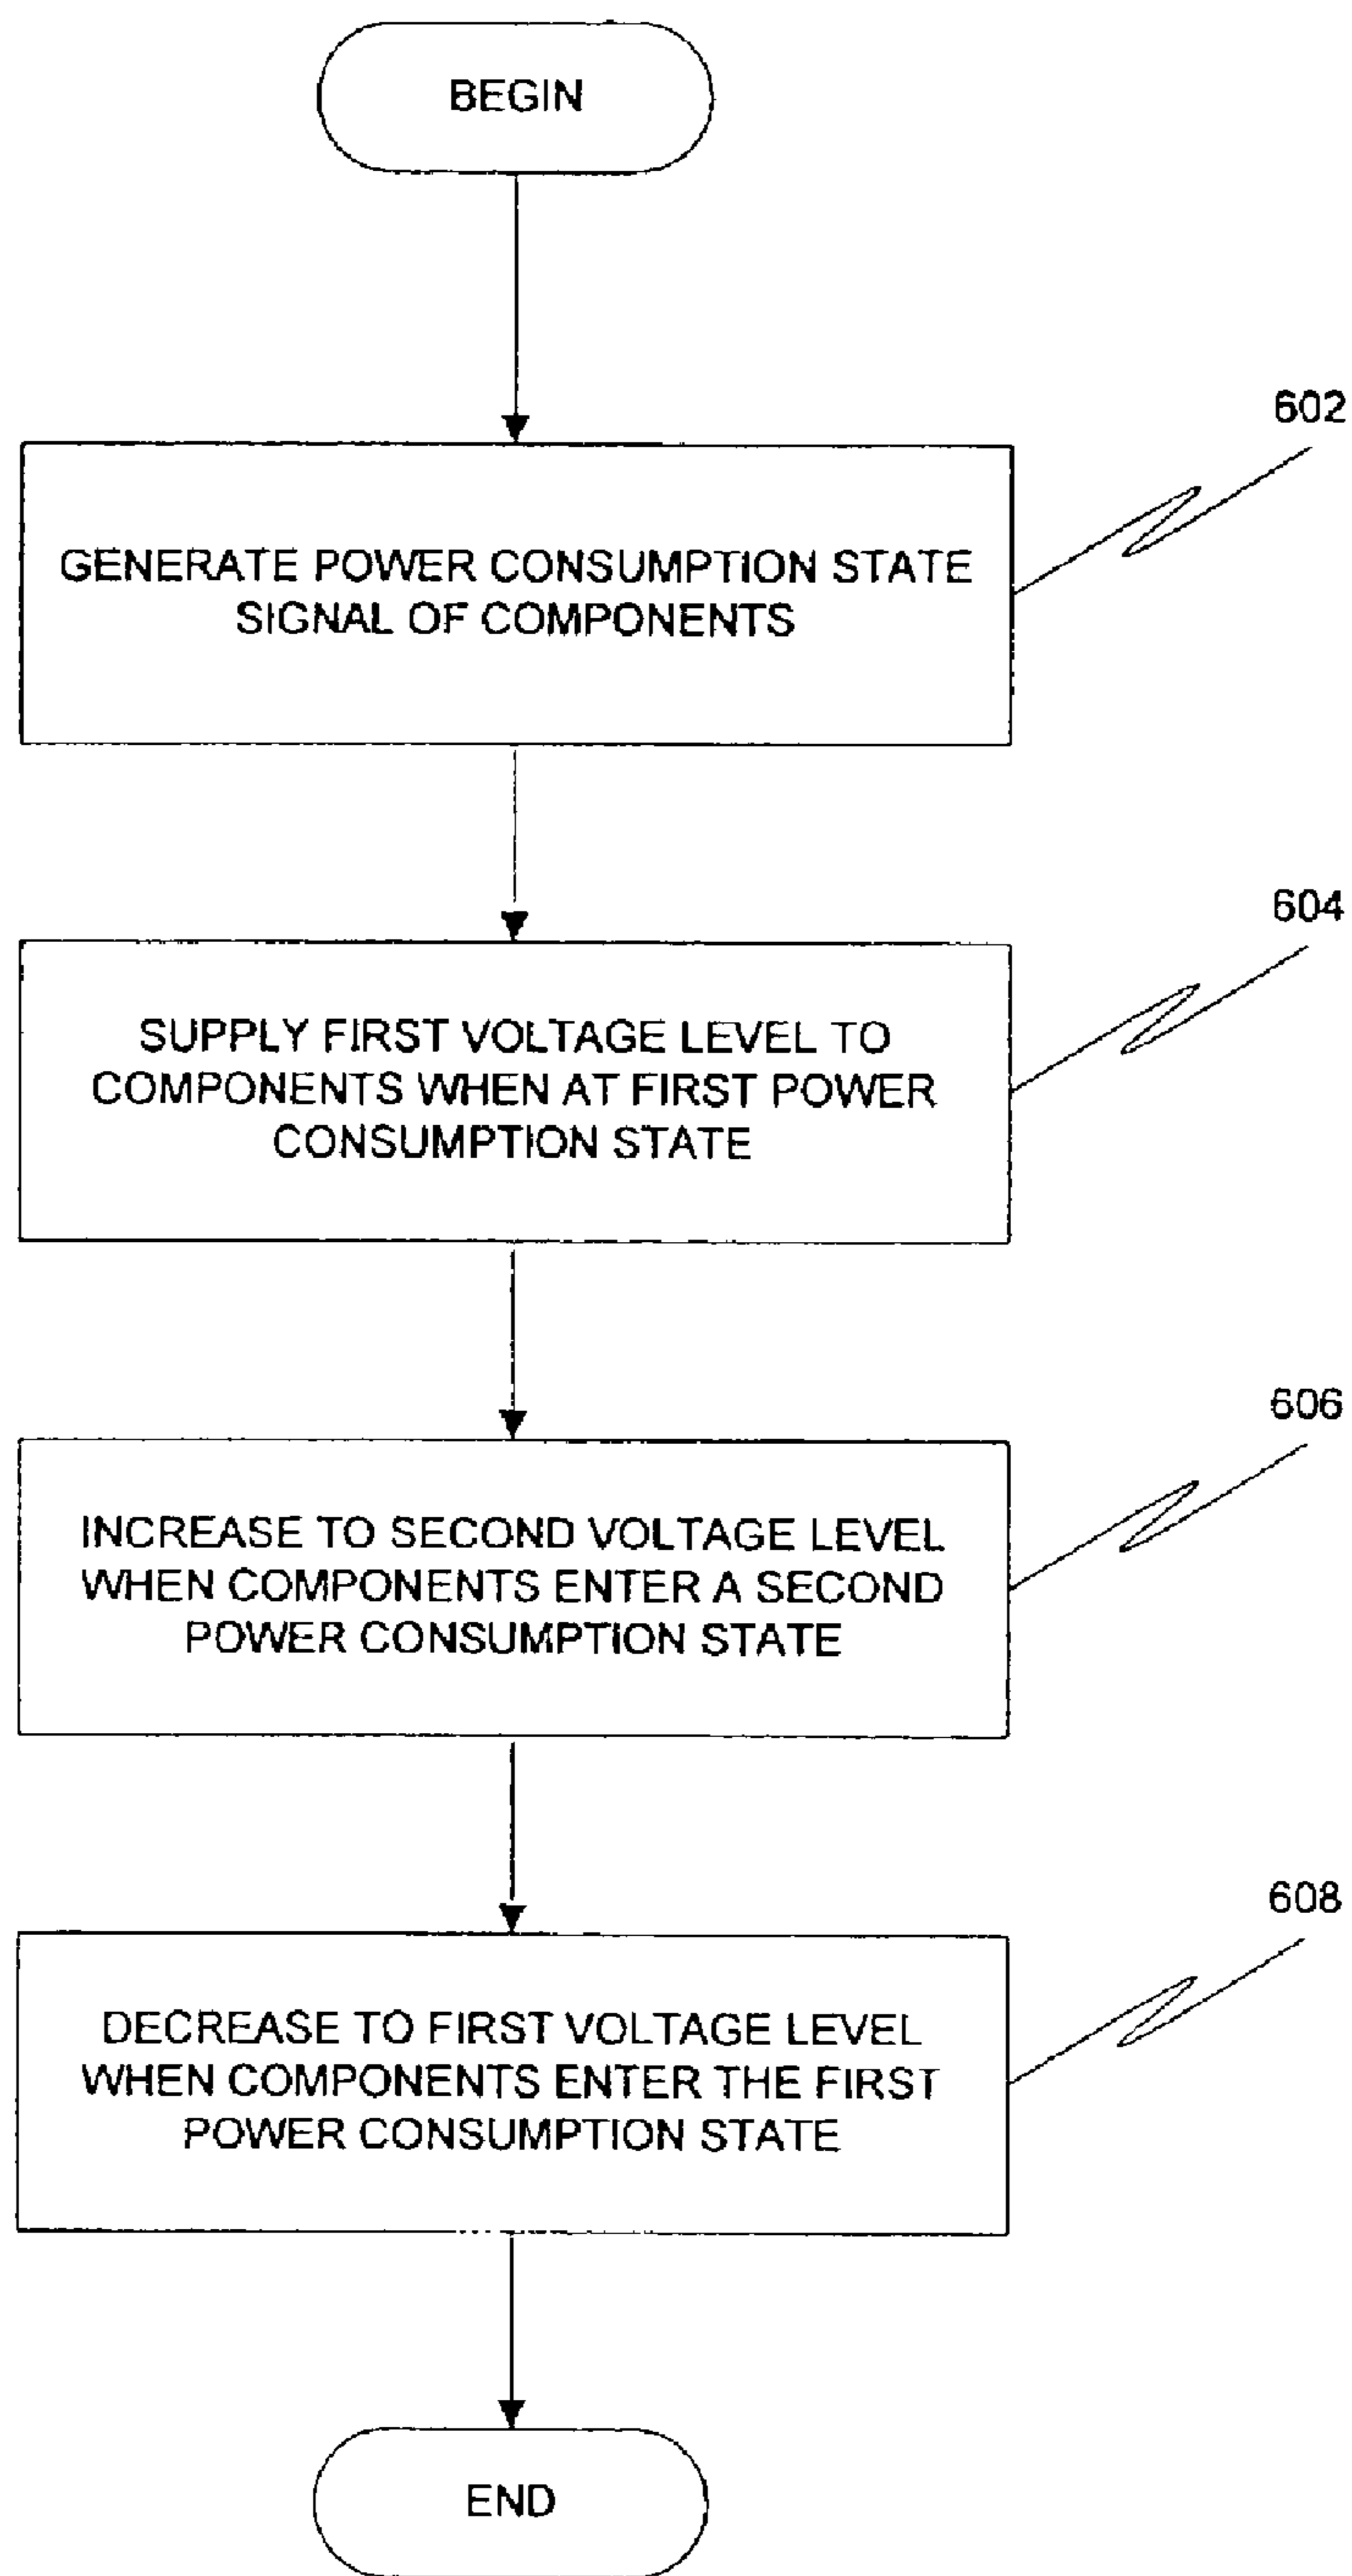 BEGIN
602
GENERATE POWER CONSUMPTION STATE
SIGNAL OF COMPONENTS
604
SUPPLY FIRST VOLTAGE LEVEL TO
COMPONENTS WHEN AT FIRST POWER
CONSUMPTION STATE
606
INCREASE TO SECOND VOLTAGE LEVEL
WHEN COMPONENTS ENTER A SECOND
POWER CONSUMPTION STATE
608
DECREASE TO FIRST VOLTAGE LEVEL
WHEN COMPONENTS ENTER THE FIRST
POWER CONSUMPTION STATE
END